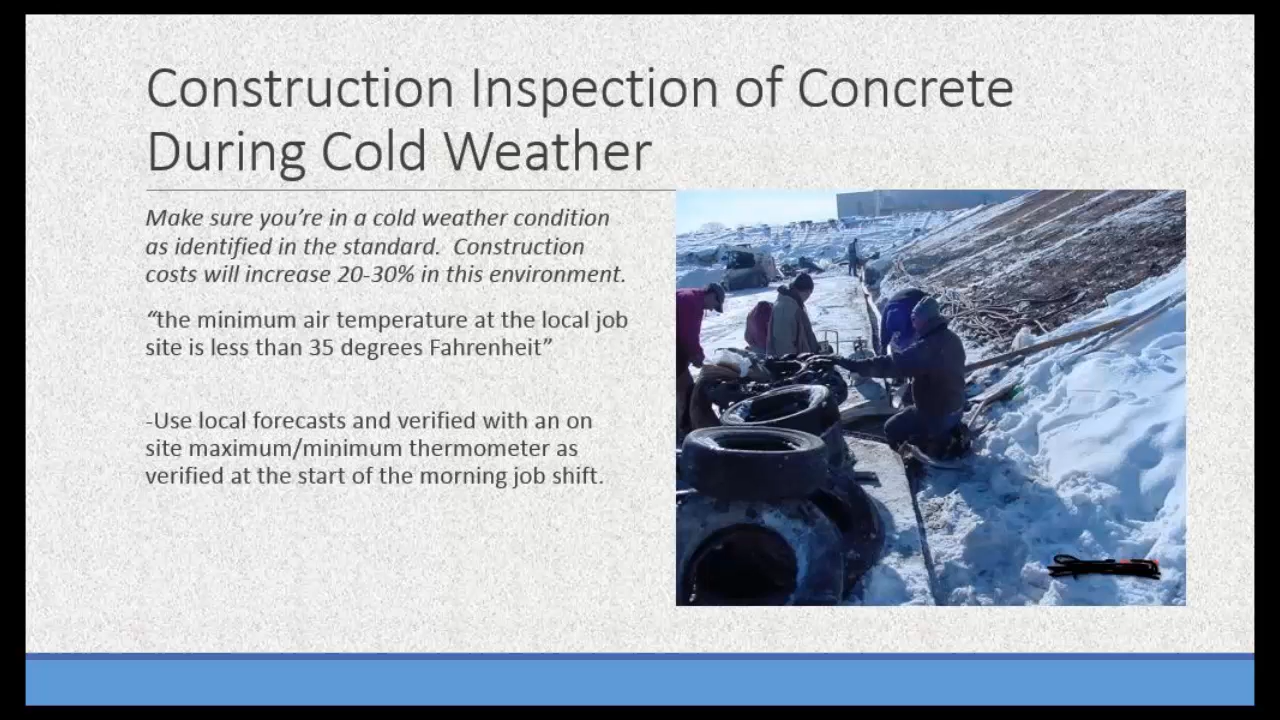 Construction Inspection of Concrete
During Cold Weather
Make sure you're in a cold weather condition
as identified in the standard.  Construction
costs will increase 20-30% in this environment.
“the minimum air temperature at the local job
site is less than 35 degrees Fahrenheit”
-Use local forecasts and verified with an on
site maximum/minimum thermometer as
verified at the start of the morning job shift.